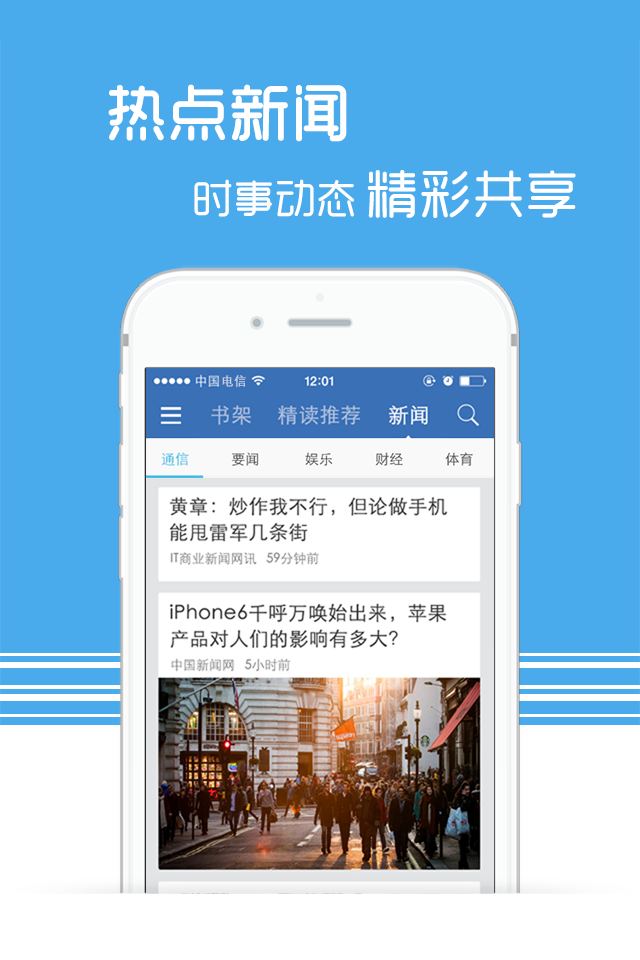 热点新闻
时事动态 精彩共享
中国电信 12:01
书架 精读推荐 新闻
通信 要闻 娱乐 财经 体育
黄章：炒作我不行，但论做手机
能甩雷军几条街
IT商业新闻网讯 59分钟前
iPhone6千呼万唤始出来，苹果
产品对人们的影响有多大?
中国新闻网 5小时前